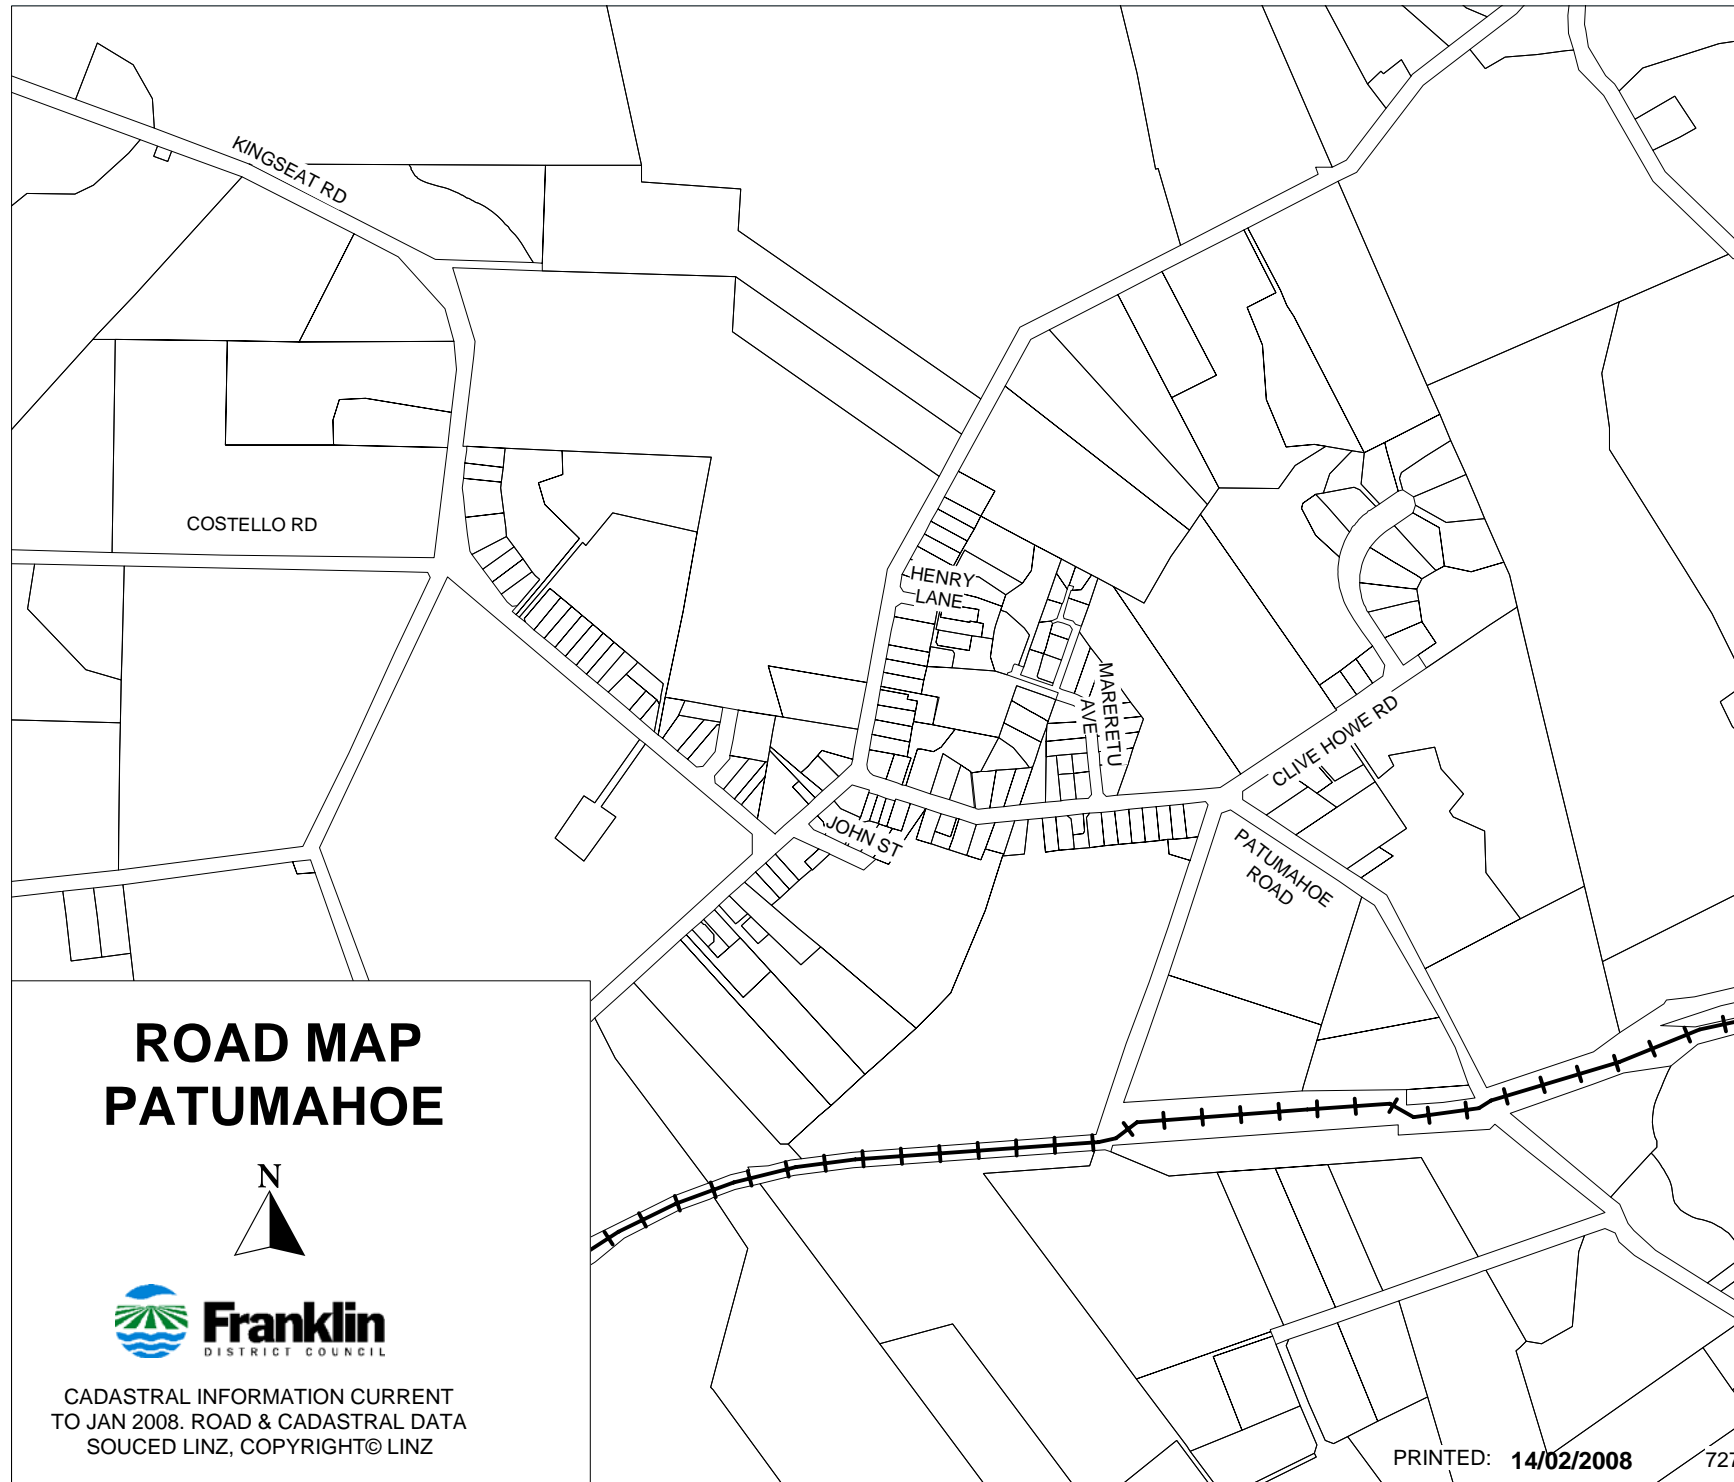 KINGSEAT RD
COSTELLO RD
HENRY
LANE
MARERETU
AVE
CLIVE HOWE RD
JOHN ST
PATUMAHOE
ROAD
ROAD MAP
PATUMAHOE
N
Franklin
DISTRICT COUNCIL
CADASTRAL INFORMATION CURRENT
TO JAN 2008. ROAD & CADASTRAL DATA
SOUCED LINZ, COPYRIGHT© LINZ
PRINTED: 14/02/2008 727